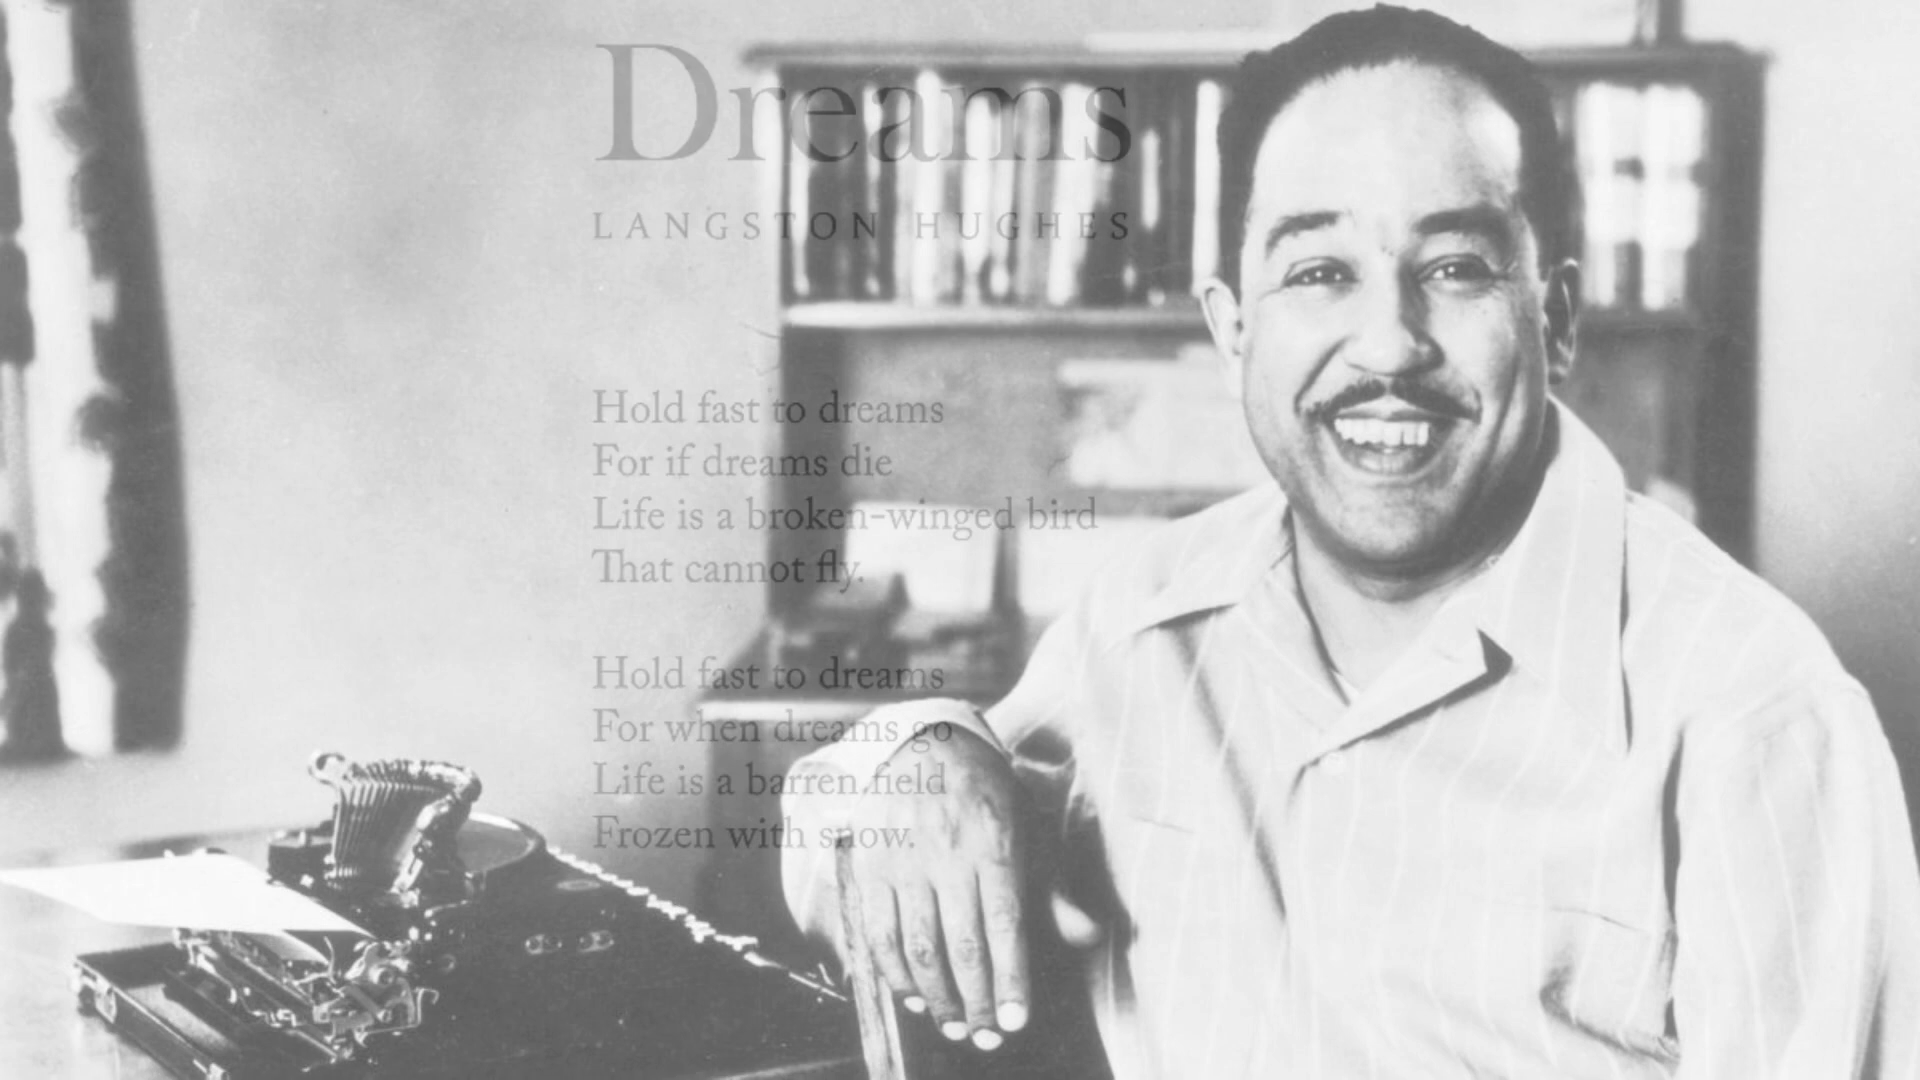 Dreams
LANGSTON HUGHES
Hold fast to dreams
For if dreams die
Life is a broken-winged bird
That cannot fly.
Hold fast to dreams
For when dreams go
Life is a barren field
Frozen with snow.